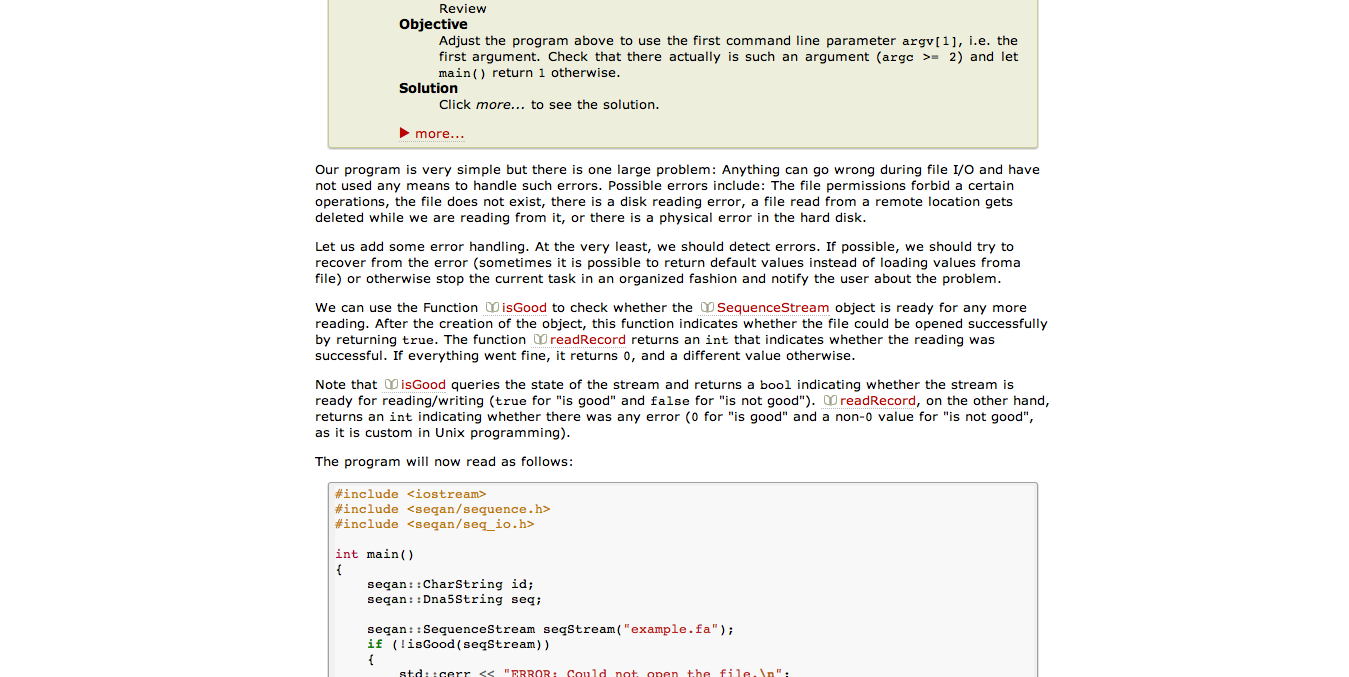 Review
Objective
Adjust the program above to use the first command line parameter argv[1], i.e. the
first argument. Check that there actually is such an argument (argc >= 2) and let
main() return 1 otherwise.
Solution
Click more... to see the solution.
▶ more...
Our program is very simple but there is one large problem: Anything can go wrong during file I/O and have
not used any means to handle such errors. Possible errors include: The file permissions forbid a certain
operations, the file does not exist, there is a disk reading error, a file read from a remote location gets
deleted while we are reading from it, or there is a physical error in the hard disk.
Let us add some error handling. At the very least, we should detect errors. If possible, we should try to
recover from the error (sometimes it is possible to return default values instead of loading values froma
file) or otherwise stop the current task in an organized fashion and notify the user about the problem.
We can use the Function isGood to check whether the SequenceStream object is ready for any more
reading. After the creation of the object, this function indicates whether the file could be opened successfully
by returning true. The function readRecord returns an int that indicates whether the reading was
successful. If everything went fine, it returns 0, and a different value otherwise.
Note that isGood queries the state of the stream and returns a bool indicating whether the stream is
ready for reading/writing (true for "is good" and false for "is not good"). readRecord, on the other hand,
returns an int indicating whether there was any error (0 for "is good" and a non-0 value for "is not good",
as it is custom in Unix programming).
The program will now read as follows:
#include <iostream>
#include <seqan/sequence.h>
#include <seqan/seq_io.h>
int main()
{
seqan::CharString id;
seqan::Dna5String seq;
seqan::SequenceStream seqStream("example.fa");
if (!isGood(seqStream))
{
std::cerr << "ERROR: Could not open the file.\n";